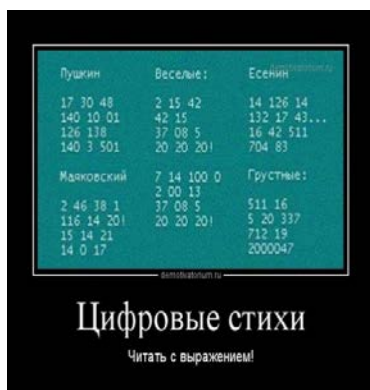 demotivatorium.ru
Пушкин
17 30 48
140 10 01
126 138
140 3 501
Маяковский
2 46 38 1
116 14 20!
15 14 21
14 0 17
Веселые:
2 15 42
42 15
37 08 5
20 20 20!
7 14 100 0
2 00 13
37 08 5
20 20 20!
Есенин
14 126 14
132 17 43...
16 42 511
704 83
Грустные:
511 16
5 20 337
712 19
2000047
demotivatorium.ru
Цифровые стихи
Читать с выражением!